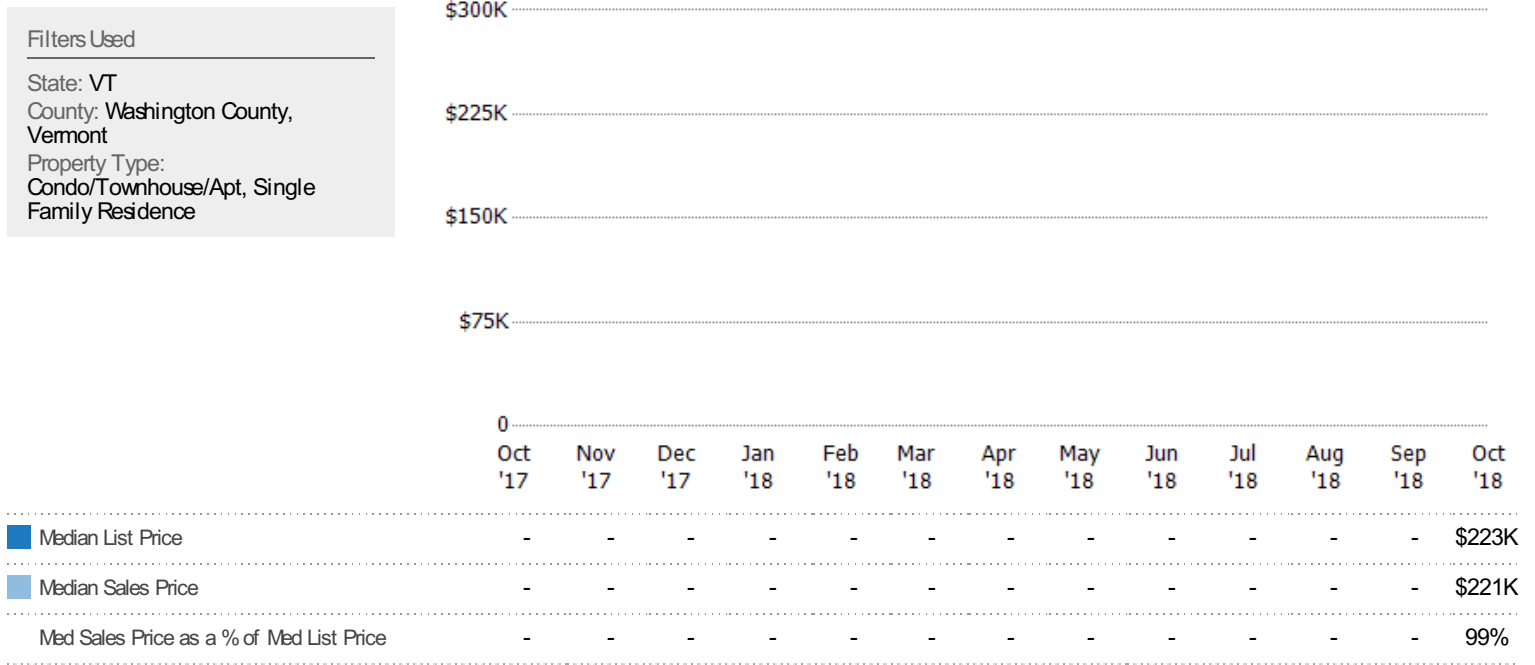 Filters Used
State: VT
County: Washington County,
Vermont
Property Type:
Condo/Townhouse/Apt, Single
Family Residence
$300K
$225K
$150K
$75K
0
Oct Nov Dec Jan Feb Mar Apr May Jun Jul Aug Sep Oct
'17 '17 '17 '18 '18 '18 '18 '18 '18 '18 '18 '18 '18
Median List Price - - - - - - - - - - - - $223K
Median Sales Price - - - - - - - - - - - - $221K
Med Sales Price as a % of Med List Price - - - - - - - - - - - - 99%